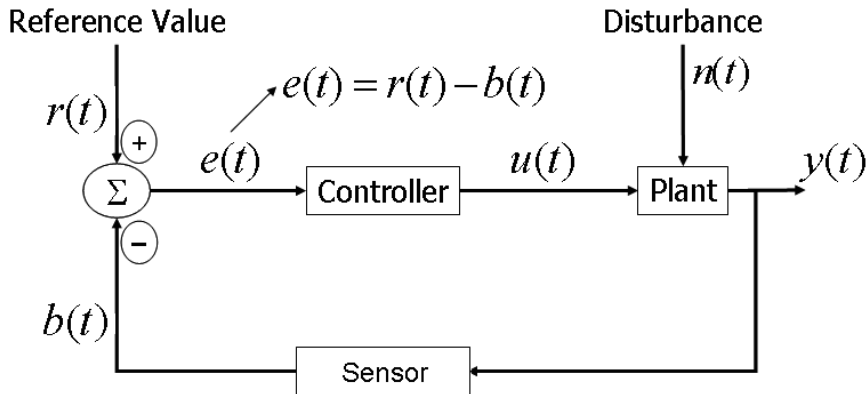 Reference Value
Disturbance
e(t) = r(t) − b(t)
n(t)
r(t)
+
e(t)
u(t)
y(t)
Σ
Controller
Plant
−
b(t)
Sensor